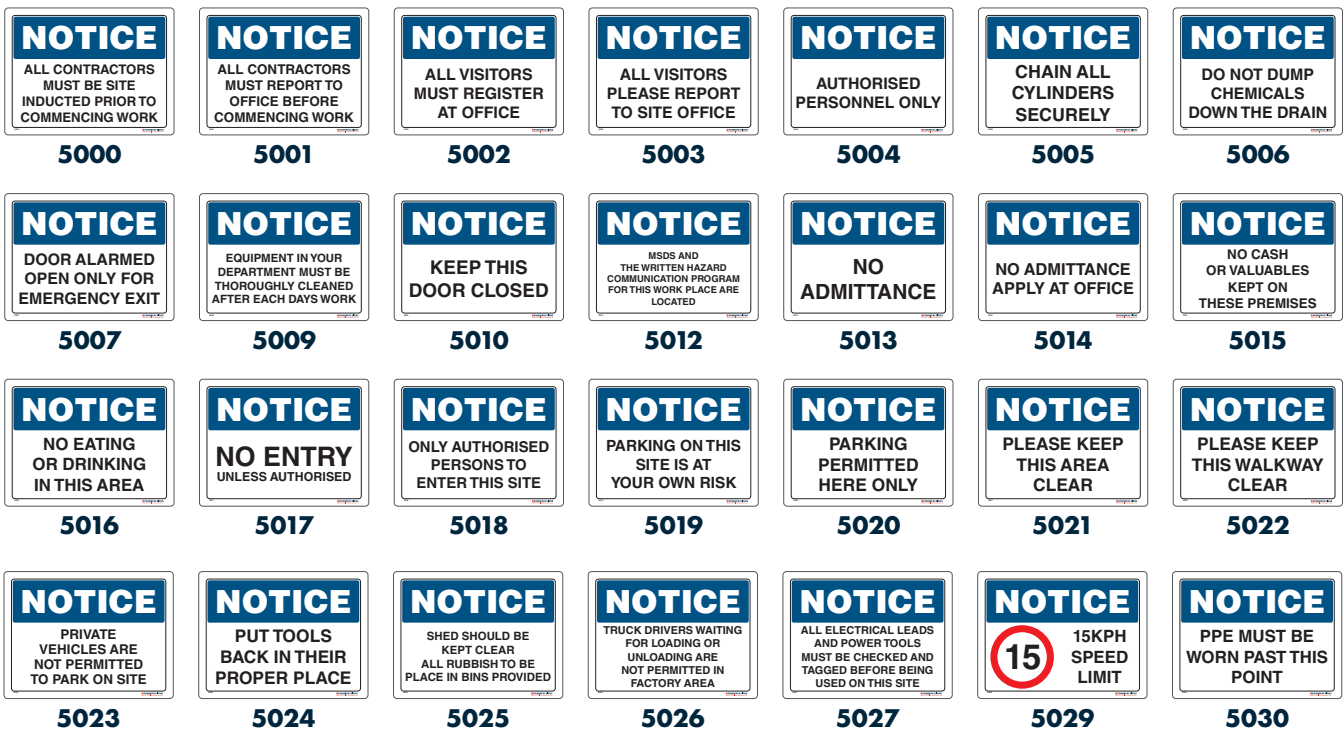 NOTICE
ALL CONTRACTORS
MUST BE SITE
INDUCTED PRIOR TO
COMMENCING WORK
5000
NOTICE
ALL CONTRACTORS
MUST REPORT TO
OFFICE BEFORE
COMMENCING WORK
5001
NOTICE
ALL VISITORS
MUST REGISTER
AT OFFICE
5002
NOTICE
ALL VISITORS
PLEASE REPORT
TO SITE OFFICE
5003
NOTICE
AUTHORISED
PERSONNEL ONLY
5004
NOTICE
CHAIN ALL
CYLINDERS
SECURELY
5005
NOTICE
DO NOT DUMP
CHEMICALS
DOWN THE DRAIN
5006
NOTICE
DOOR ALARMED
OPEN ONLY FOR
EMERGENCY EXIT
5007
NOTICE
EQUIPMENT IN YOUR
DEPARTMENT MUST BE
THOROUGHLY CLEANED
AFTER EACH DAYS WORK
5009
NOTICE
KEEP THIS
DOOR CLOSED
5010
NOTICE
MSDS AND
THE WRITTEN HAZARD
COMMUNICATION PROGRAM
FOR THIS WORK PLACE ARE
LOCATED
5012
NOTICE
NO
ADMITTANCE
5013
NOTICE
NO ADMITTANCE
APPLY AT OFFICE
5014
NOTICE
NO CASH
OR VALUABLES
KEPT ON
THESE PREMISES
5015
NOTICE
NO EATING
OR DRINKING
IN THIS AREA
5016
NOTICE
NO ENTRY
UNLESS AUTHORISED
5017
NOTICE
ONLY AUTHORISED
PERSONS TO
ENTER THIS SITE
5018
NOTICE
PARKING ON THIS
SITE IS AT
YOUR OWN RISK
5019
NOTICE
PARKING
PERMITTED
HERE ONLY
5020
NOTICE
PLEASE KEEP
THIS AREA
CLEAR
5021
NOTICE
PLEASE KEEP
THIS WALKWAY
CLEAR
5022
NOTICE
PRIVATE
VEHICLES ARE
NOT PERMITTED
TO PARK ON SITE
5023
NOTICE
PUT TOOLS
BACK IN THEIR
PROPER PLACE
5024
NOTICE
SHED SHOULD BE
KEPT CLEAR
ALL RUBBISH TO BE
PLACE IN BINS PROVIDED
5025
NOTICE
TRUCK DRIVERS WAITING
FOR LOADING OR
UNLOADING ARE
NOT PERMITTED IN
FACTORY AREA
5026
NOTICE
ALL ELECTRICAL LEADS
AND POWER TOOLS
MUST BE CHECKED AND
TAGGED BEFORE BEING
USED ON THIS SITE
5027
NOTICE
15
15KPH
SPEED
LIMIT
5029
NOTICE
PPE MUST BE
WORN PAST THIS
POINT
5030